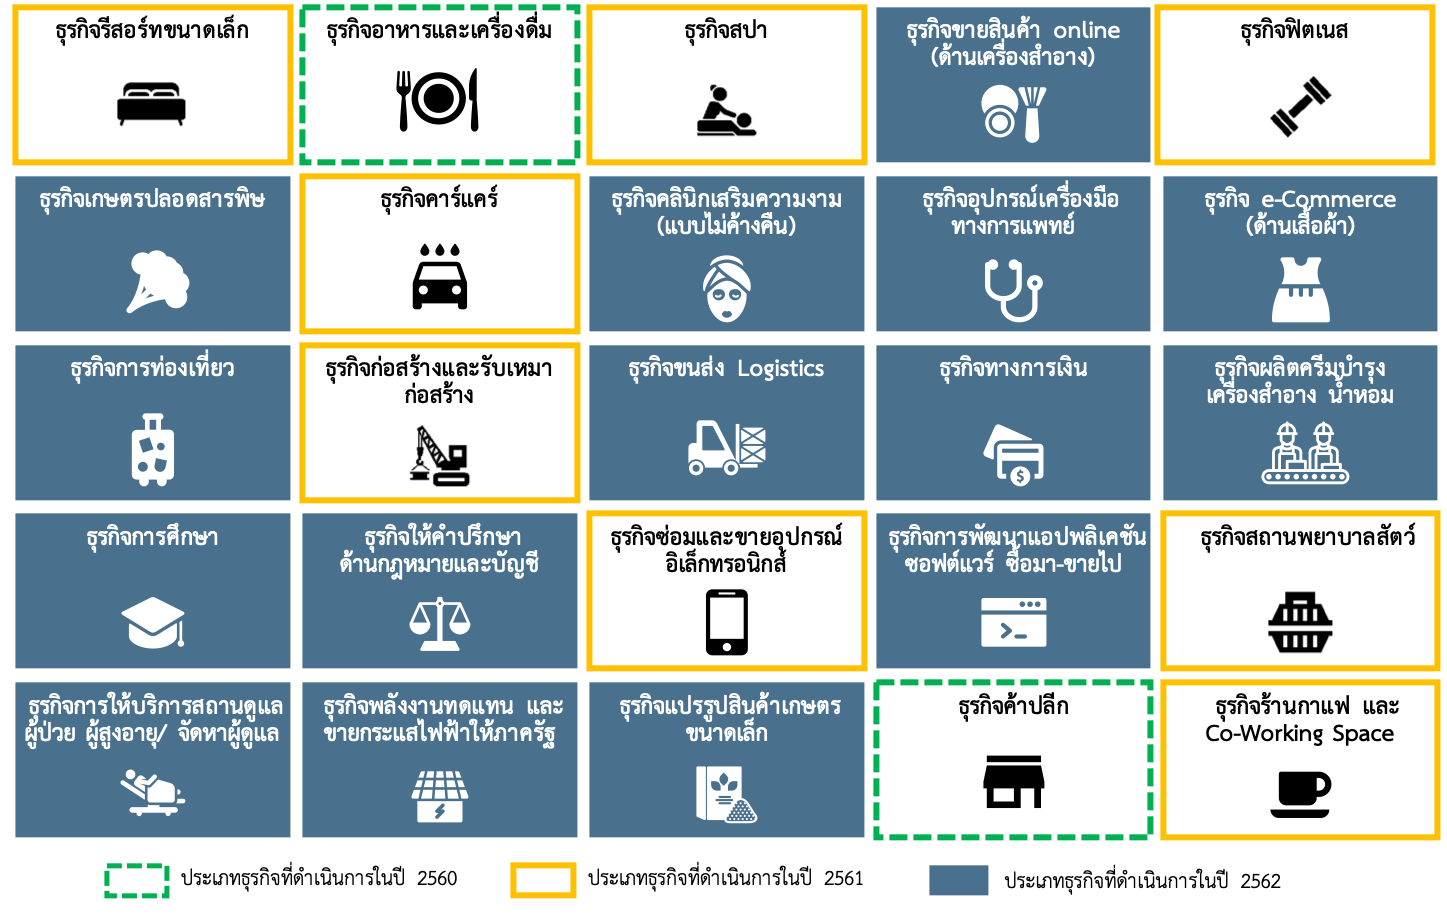 ธุรกิจรีสอร์ทขนาดเล็ก
ธุรกิจอาหารและเครื่องดื่ม
ธุรกิจสปา
ธุรกิจขายสินค้า online
(ด้านเครื่องสำอาง)
ธุรกิจฟิตเนส
ธุรกิจเกษตรปลอดสารพิษ
ธุรกิจคาร์แคร์
ธุรกิจคลินิกเสริมความงาม
(แบบไม่ค้างคืน)
ธุรกิจอุปกรณ์เครื่องมือ
ทางการแพทย์
ธุรกิจ e-Commerce
(ด้านเสื้อผ้า)
ธุรกิจการท่องเที่ยว
ธุรกิจก่อสร้างและรับเหมา
ก่อสร้าง
ธุรกิจขนส่ง Logistics
ธุรกิจทางการเงิน
ธุรกิจผลิตครีมบำรุง
เครื่องสำอาง น้ำหอม
ธุรกิจการศึกษา
ธุรกิจให้คำปรึกษา
ด้านกฎหมายและบัญชี
ธุรกิจซ่อมและขายอุปกรณ์
อิเล็กทรอนิกส์
ธุรกิจการพัฒนาแอปพลิเคชัน
ซอฟต์แวร์ ซื้อมา-ขายไป
ธุรกิจสถานพยาบาลสัตว์
ธุรกิจการให้บริการสถานดูแล
ผู้ป่วย ผู้สูงอายุ/ จัดหาผู้ดูแล
ธุรกิจพลังงานทดแทน และ
ขายกระแสไฟฟ้าให้ภาครัฐ
ธุรกิจแปรรูปสินค้าเกษตร
ขนาดเล็ก
ธุรกิจค้าปลีก
ธุรกิจร้านกาแฟ และ
Co-Working Space
ประเภทธุรกิจที่ดำเนินการในปี 2560
ประเภทธุรกิจที่ดำเนินการในปี 2561
ประเภทธุรกิจที่ดำเนินการในปี 2562